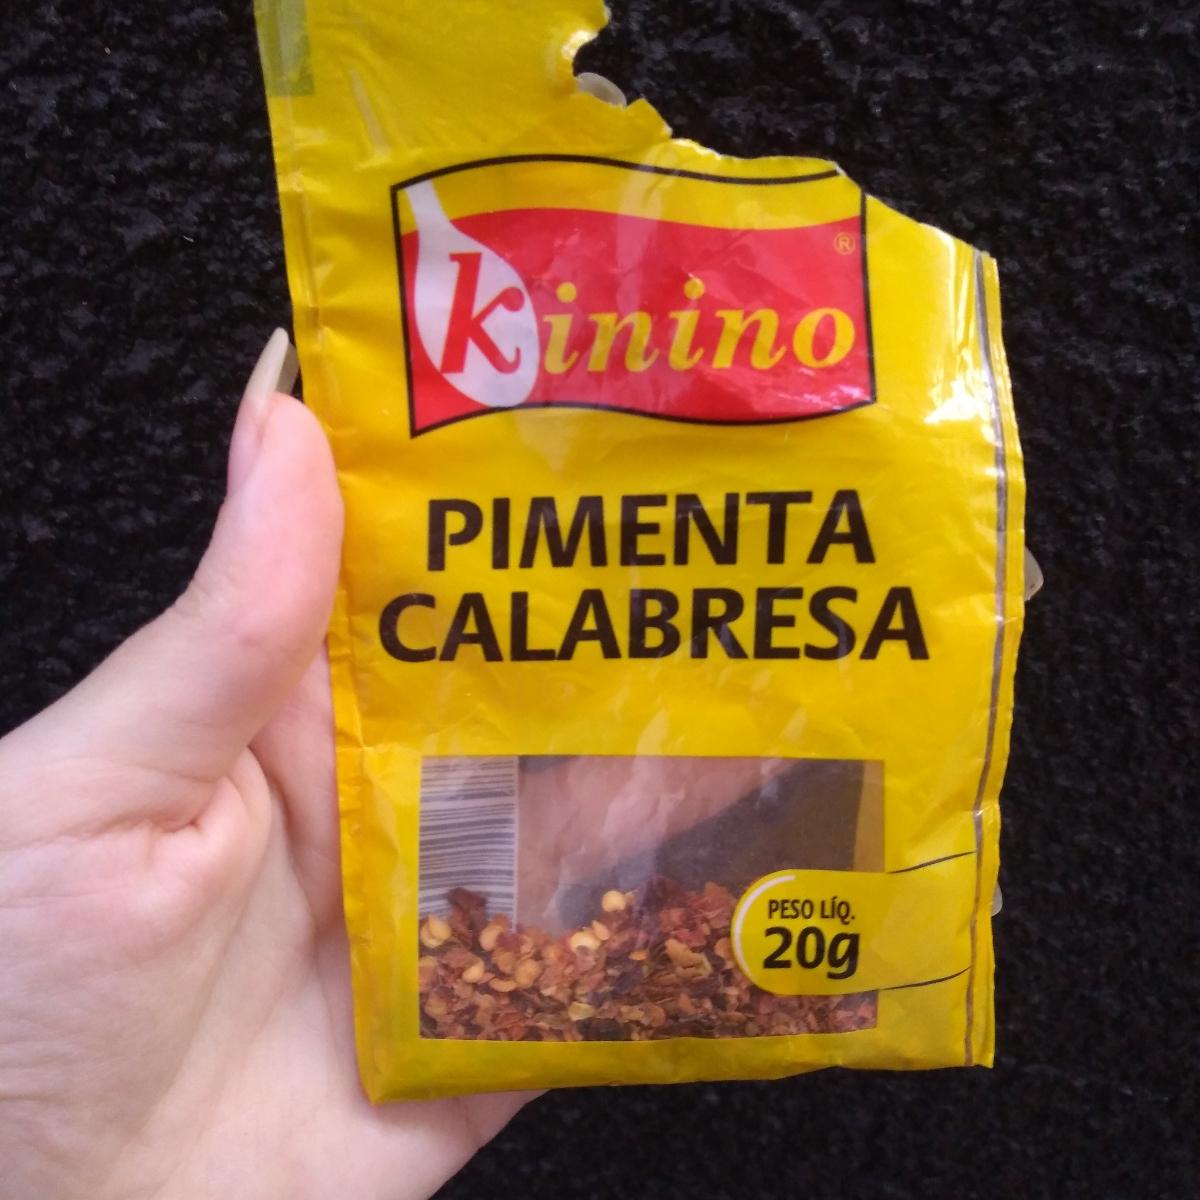 kinino ®
PIMENTA
CALABRESA
PESO LÍQ.
20g